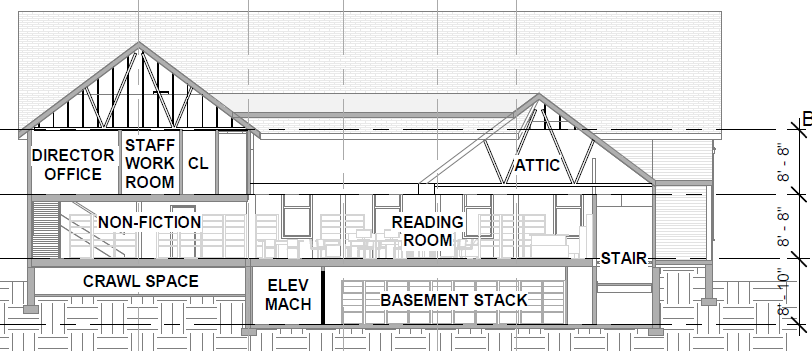 B
DIRECTOR
OFFICE
STAFF
WORK
ROOM
CL
ATTIC
8' - 8"
NON-FICTION
READING
ROOM
8' - 8"
STAIR
CRAWL SPACE
ELEV
MACH
BASEMENT STACK
8' - 10"